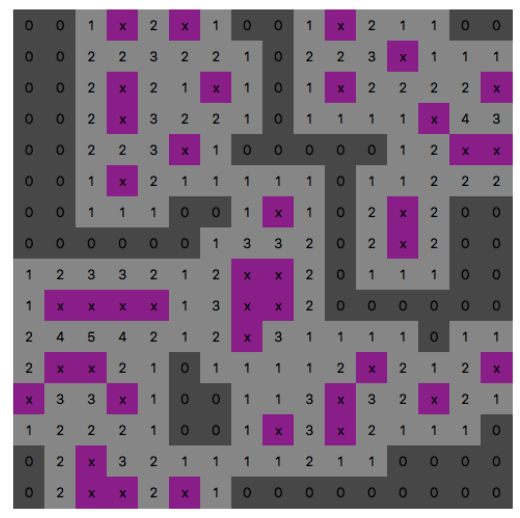 0 0 1 x 2 x 1 0 0 1 x 2 1 1 0 0
0 0 2 2 3 2 2 1 0 2 2 3 x 1 1 1
0 0 2 x 2 1 x 1 0 1 x 2 2 2 2 x
0 0 2 x 3 2 2 1 0 1 1 1 1 x 4 3
0 0 2 2 3 x 1 0 0 0 0 0 1 2 x x
0 0 1 x 2 1 1 1 1 1 0 1 1 2 2 2
0 0 1 1 1 0 0 1 x 1 0 2 x 2 0 0
0 0 0 0 0 0 1 3 3 2 0 2 x 2 0 0
1 2 3 3 2 1 2 x x 2 0 1 1 1 0 0
1 x x x x 1 3 x x 2 0 0 0 0 0 0
2 4 5 4 2 1 2 x 3 1 1 1 1 0 1 1
2 x x 2 1 0 1 1 1 1 2 x 2 1 2 x
x 3 3 x 1 0 0 1 1 3 x 3 2 x 2 1
1 2 2 2 1 0 0 1 x 3 x 2 1 1 1 0
0 2 x 3 2 1 1 1 1 2 1 1 0 0 0 0
0 2 x x 2 x 1 0 0 0 0 0 0 0 0 0